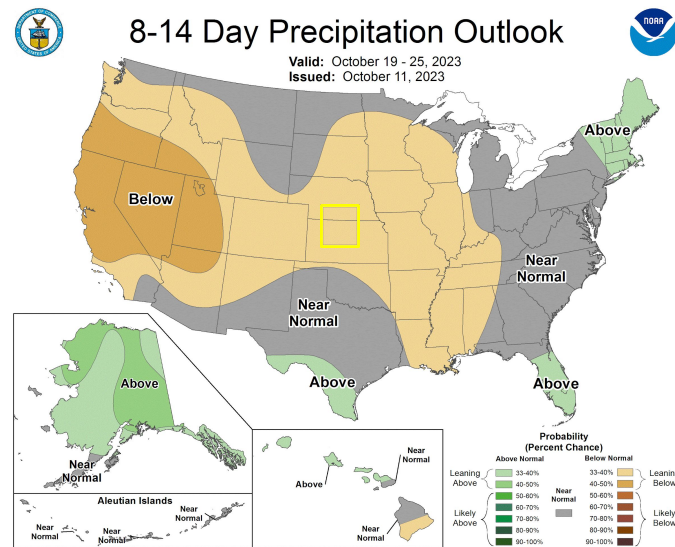 8-14 Day Precipitation Outlook
Valid: October 19 - 25, 2023
Issued: October 11, 2023
NOAA
Above
Below
Near
Normal
Near
Normal
Above
Above
Above
Near
Normal
Aleutian Islands
Near
Normal
Near
Normal
Near
Normal
Above
Near
Normal
Near
Normal
Probability
(Percent Chance)
Above Normal
Below Normal
Leaning
Above
33-40%
40-50%
Likely
Above
50-60%
60-70%
70-80%
80-90%
90-100%
Near
Normal
33-40%
40-50%
50-60%
60-70%
70-80%
80-90%
90-100%
Leanin
Below
Likely
Below